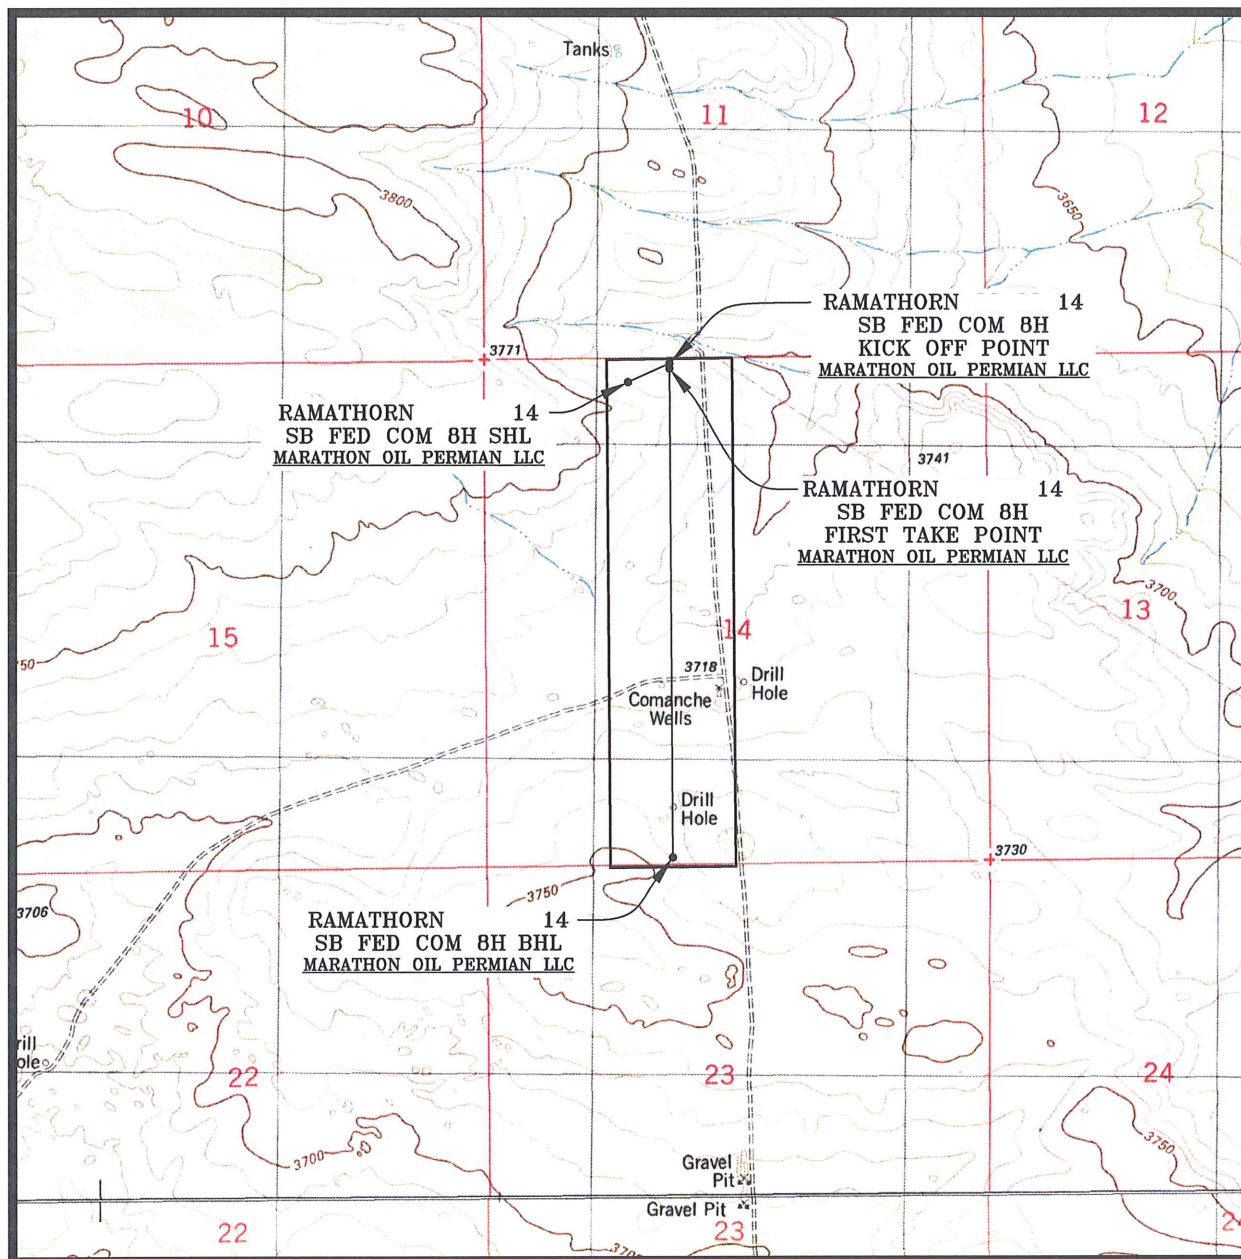 Tanks
10
11
12
3800
3650
RAMATHORN 14
SB FED COM 8H
KICK OFF POINT
MARATHON OIL PERMIAN LLC
3771
RAMATHORN 14
SB FED COM 8H SHL
MARATHON OIL PERMIAN LLC
3741
RAMATHORN 14
SB FED COM 8H
FIRST TAKE POINT
MARATHON OIL PERMIAN LLC
3700
13
15
14
50
3718
Drill
Hole
Comanche
Wells
Drill
Hole
3730
3750
3706
RAMATHORN 14
SB FED COM 8H BHL
MARATHON OIL PERMIAN LLC
rill
ole
22
23
24
3750
3700
Gravel
Pit
Gravel Pit
22
23
370